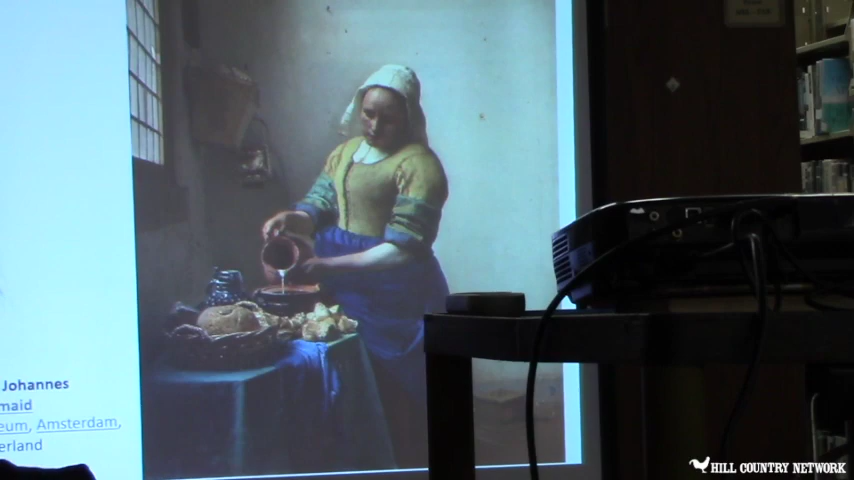 Johannes
maid
eum, Amsterdam,
erland
HILL COUNTRY NETWORK